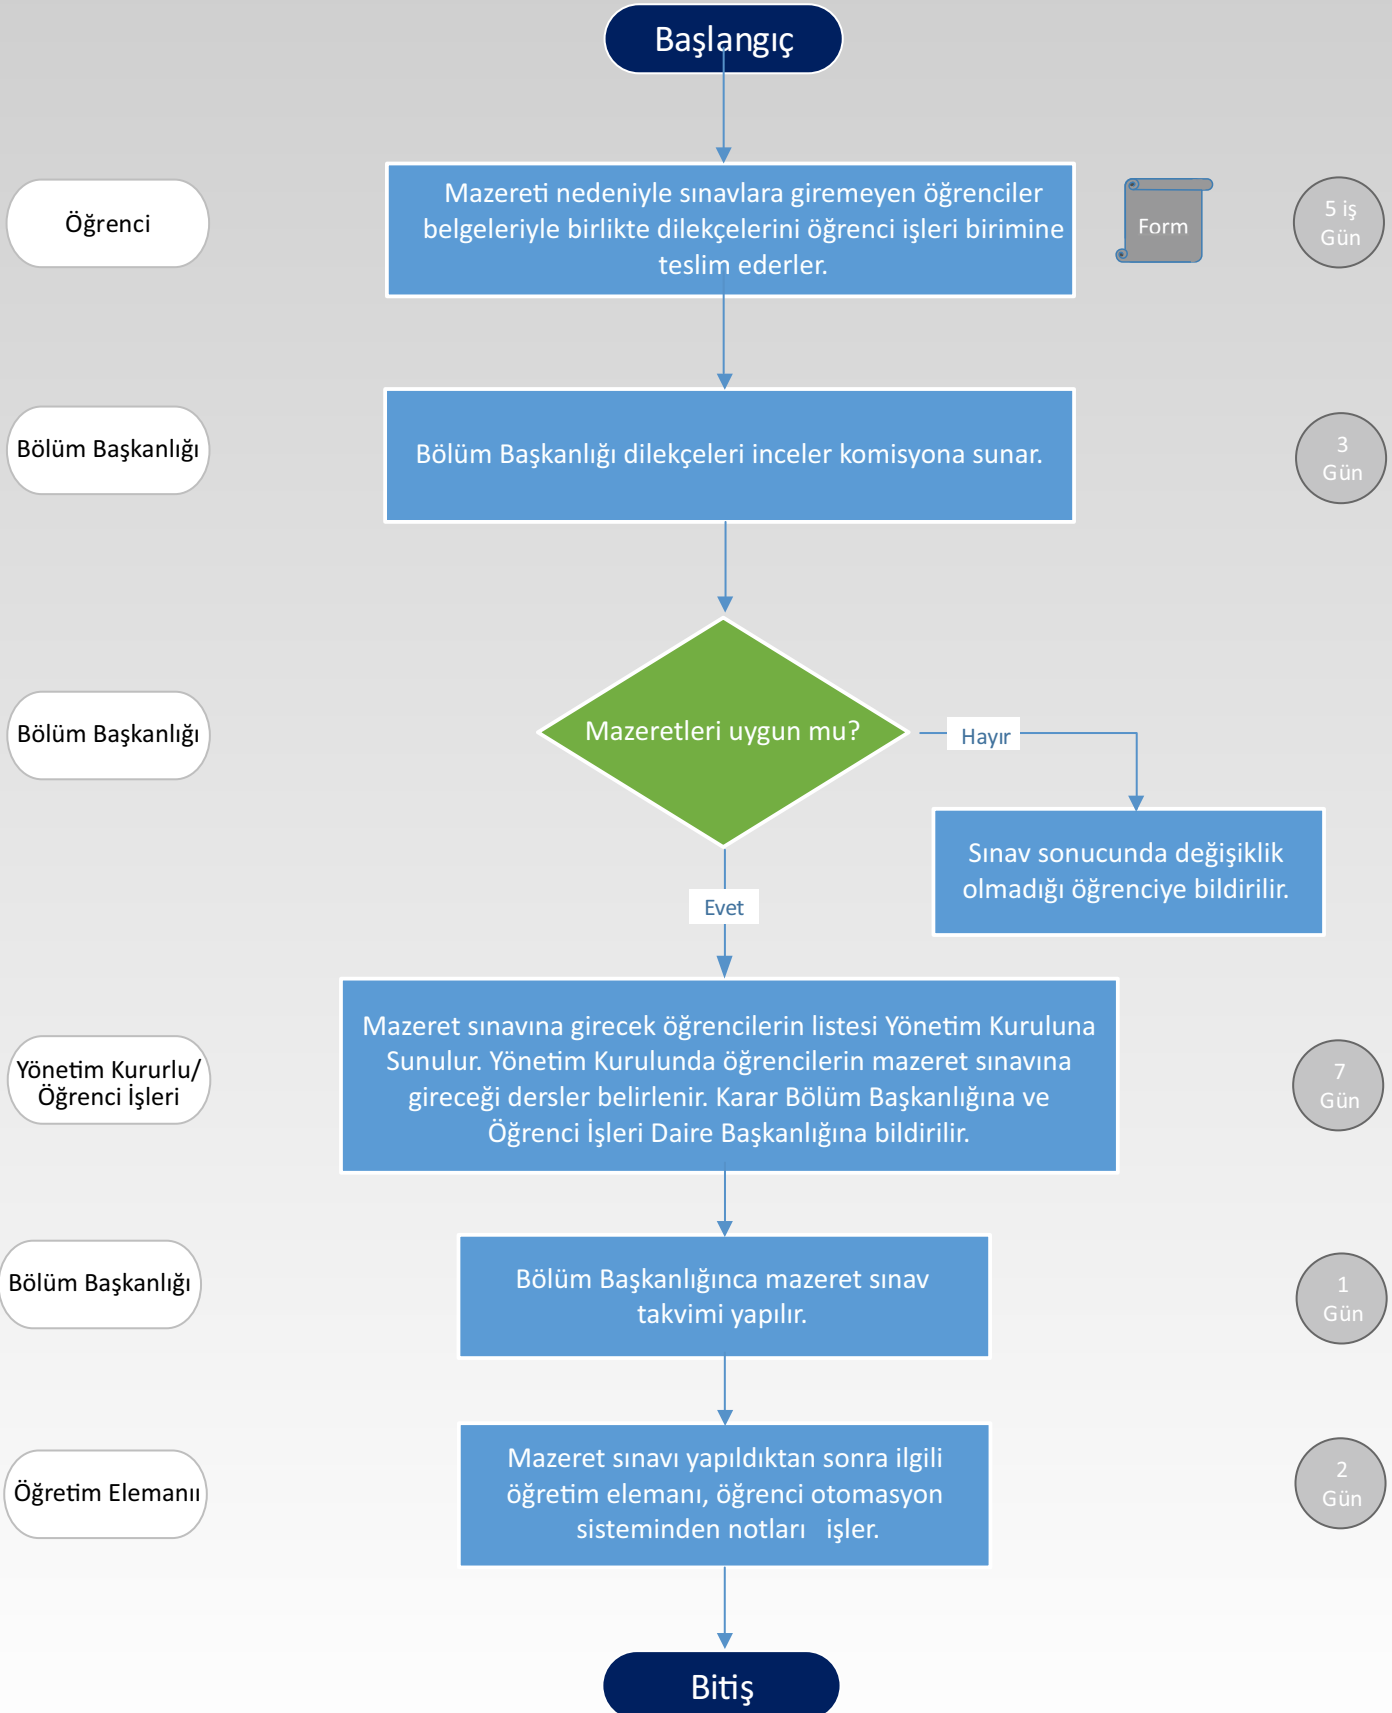 Başlangıç
Öğrenci
Mazereti nedeniyle sınavlara giremeyen öğrenciler
belgeleriyle birlikte dilekçelerini öğrenci işleri birimine
teslim ederler.
Form
5 iş
Gün
Bölüm Başkanlığı
Bölüm Başkanlığı dilekçeleri inceler komisyona sunar.
3
Gün
Bölüm Başkanlığı
Mazeretleri uygun mu?
Hayır
Sınav sonucunda değişiklik
olmadığı öğrenciye bildirilir.
Evet
Yönetim Kururlu/
Öğrenci İşleri
Mazeret sınavına girecek öğrencilerin listesi Yönetim Kuruluna
Sunulur. Yönetim Kurulunda öğrencilerin mazeret sınavına
gireceği dersler belirlenir. Karar Bölüm Başkanlığına ve
Öğrenci İşleri Daire Başkanlığına bildirilir.
7
Gün
Bölüm Başkanlığı
Bölüm Başkanlığınca mazeret sınav
takvimi yapılır.
1
Gün
Öğretim Elemanıı
Mazeret sınavı yapıldıktan sonra ilgili
öğretim elemanı, öğrenci otomasyon
sisteminden notları işler.
2
Gün
Bitiş